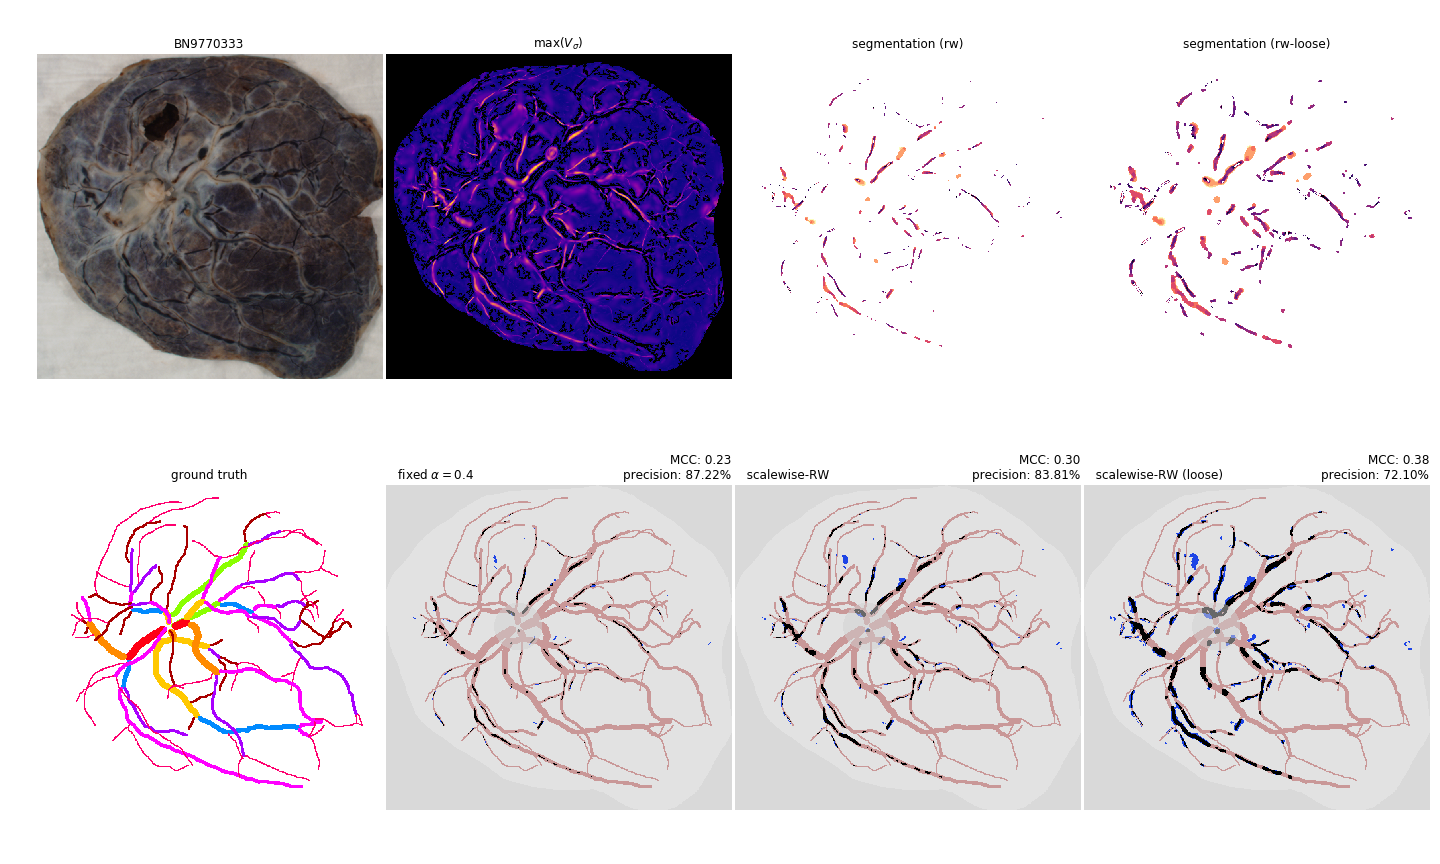 BN9770333
max(V_σ)
segmentation (rw)
segmentation (rw-loose)
ground truth
fixed α = 0.4
MCC: 0.23
precision: 87.22%
scalewise-RW
MCC: 0.30
precision: 83.81%
scalewise-RW (loose)
MCC: 0.38
precision: 72.10%